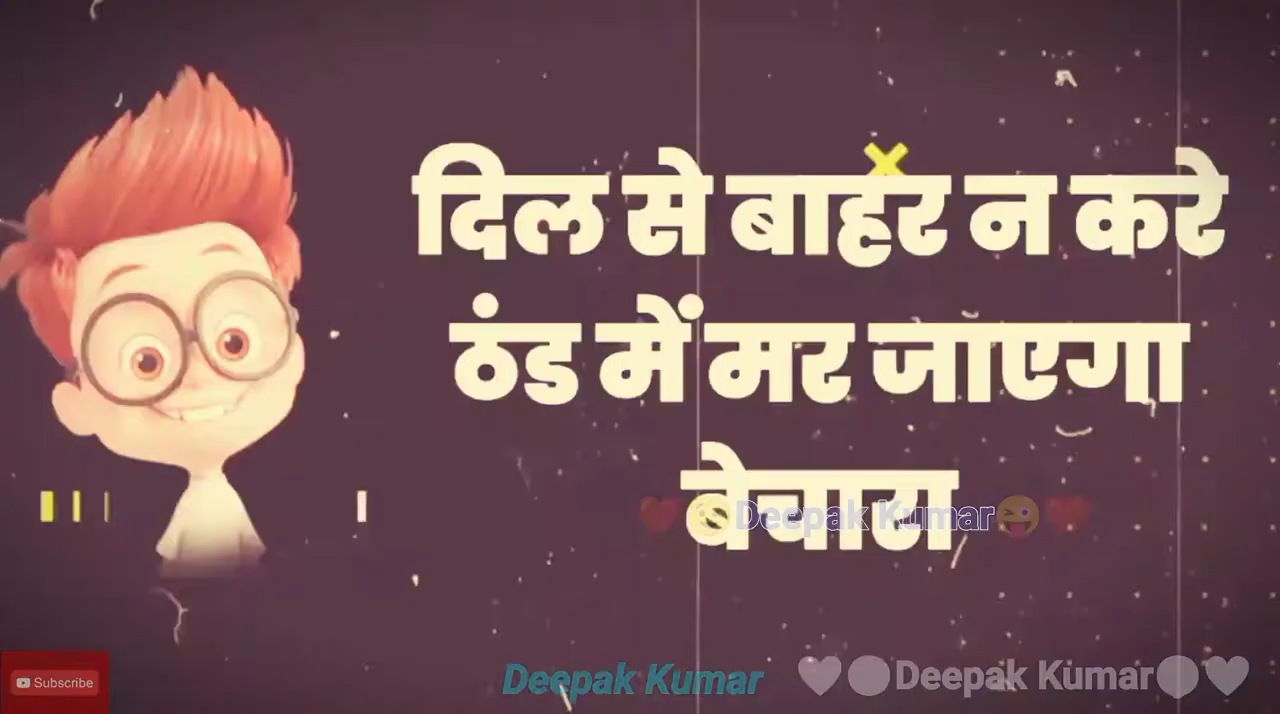 दिल से बाहर न करे
ठंड में मर जाएगा
बेचारा
❤️😜Deepak Kumar😜❤️
Deepak Kumar
🤍⚪Deepak Kumar⚪🤍
Subscribe